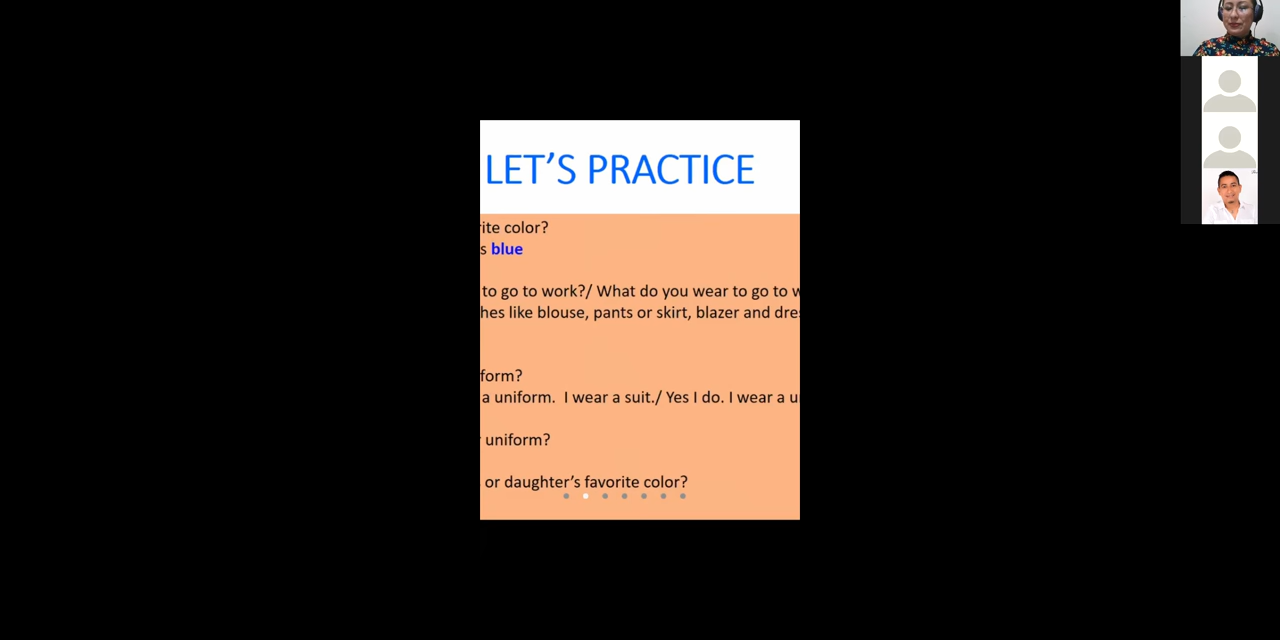 LET'S PRACTICE
ite color?
s blue
to go to work?/ What do you wear to go to w
hes like blouse, pants or skirt, blazer and dre
form?
a uniform.  I wear a suit./ Yes I do. I wear a u
uniform?
or daughter's favorite color?